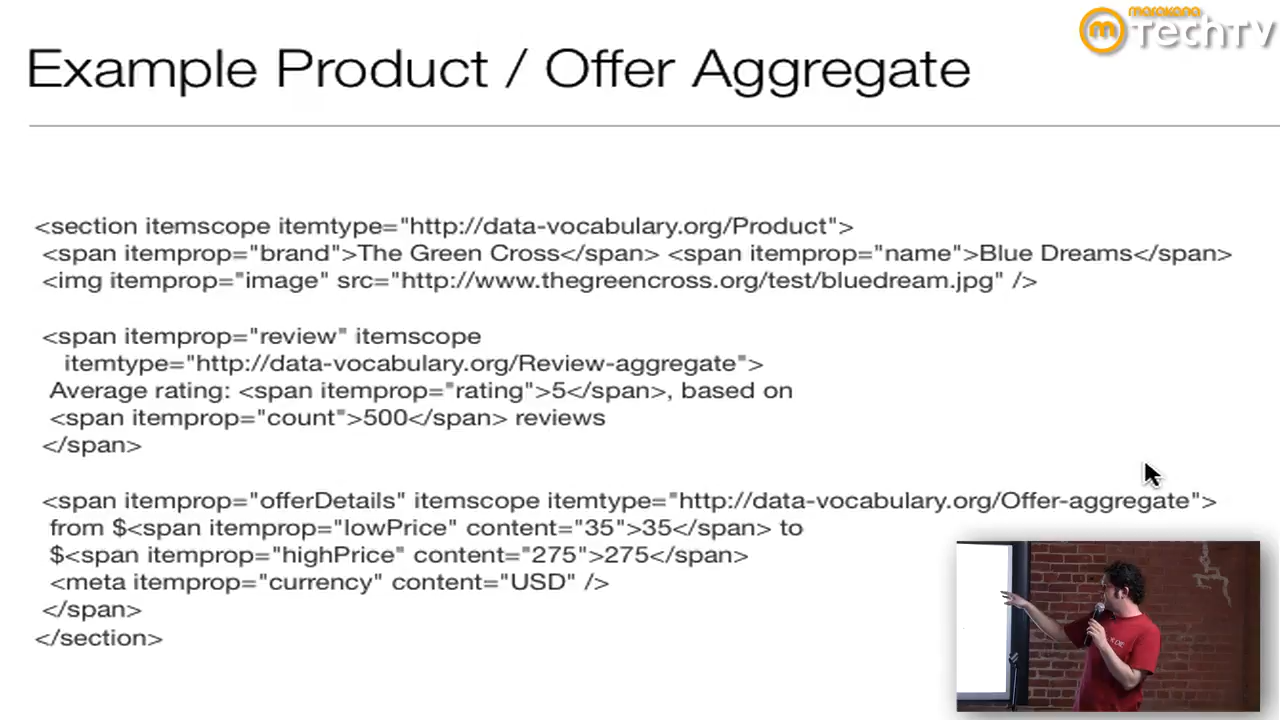 marakana
TechTV
Example Product / Offer Aggregate
<section itemscope itemtype="http://data-vocabulary.org/Product">
<span itemprop="brand">The Green Cross</span> <span itemprop="name">Blue Dreams</span>
<img itemprop="image" src="http://www.thegreencross.org/test/bluedream.jpg" />
<span itemprop="review" itemscope
itemtype="http://data-vocabulary.org/Review-aggregate">
Average rating: <span itemprop="rating">5</span>, based on
<span itemprop="count">500</span> reviews
</span>
<span itemprop="offerDetails" itemscope itemtype="http://data-vocabulary.org/Offer-aggregate">
from $<span itemprop="lowPrice" content="35">35</span> to
$<span itemprop="highPrice" content="275">275</span>
<meta itemprop="currency" content="USD" />
</span>
</section>